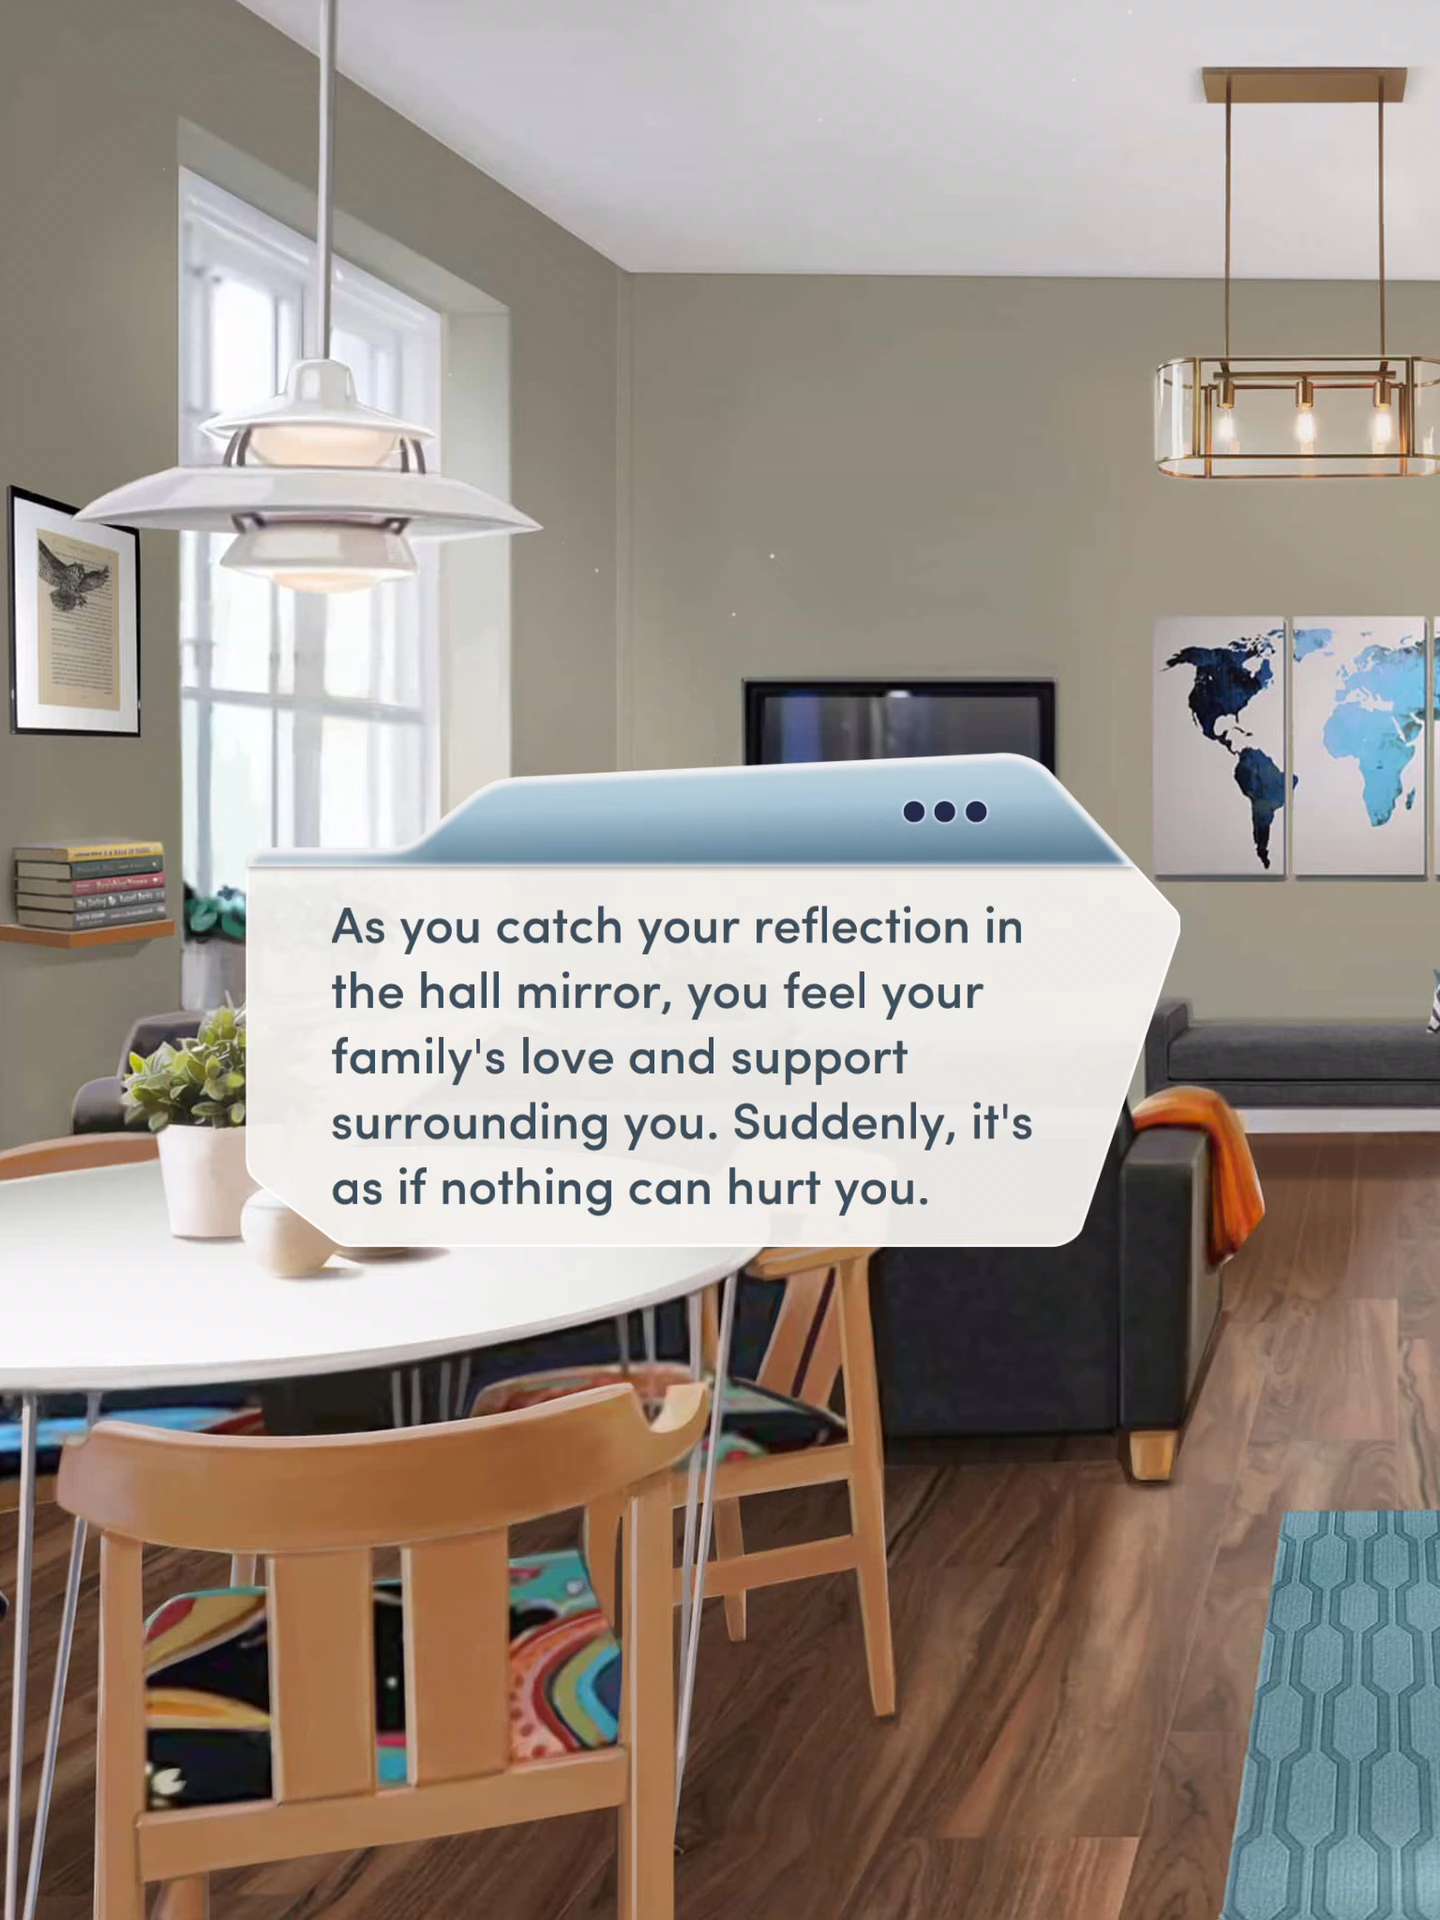 As you catch your reflection in
the hall mirror, you feel your
family's love and support
surrounding you. Suddenly, it's
as if nothing can hurt you.